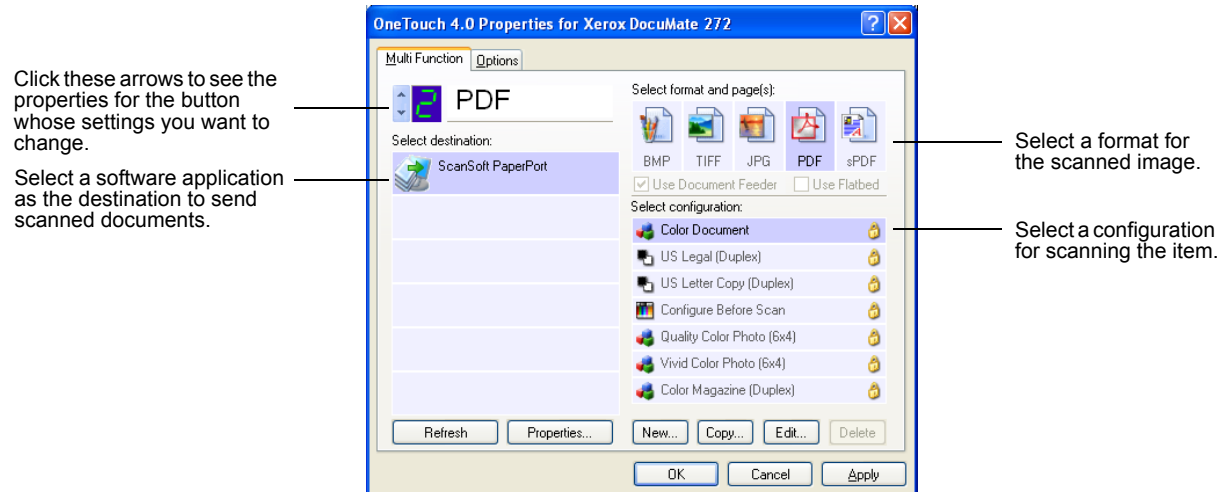 OneTouch 4.0 Properties for Xerox DocuMate 272
Multi Function
Options
Click these arrows to see the
properties for the button
whose settings you want to
change.
2
PDF
Select destination:
ScanSoft PaperPort
Select a software application
as the destination to send
scanned documents.
Select format and page(s):
BMP TIFF JPG PDF sPDF
Use Document Feeder Use Flatbed
Select a format for
the scanned image.
Select configuration:
Color Document
US Legal (Duplex)
US Letter Copy (Duplex)
Configure Before Scan
Quality Color Photo (6x4)
Vivid Color Photo (6x4)
Color Magazine (Duplex)
Select a configuration
for scanning the item.
Refresh Properties... New... Copy... Edit... Delete
OK Cancel Apply